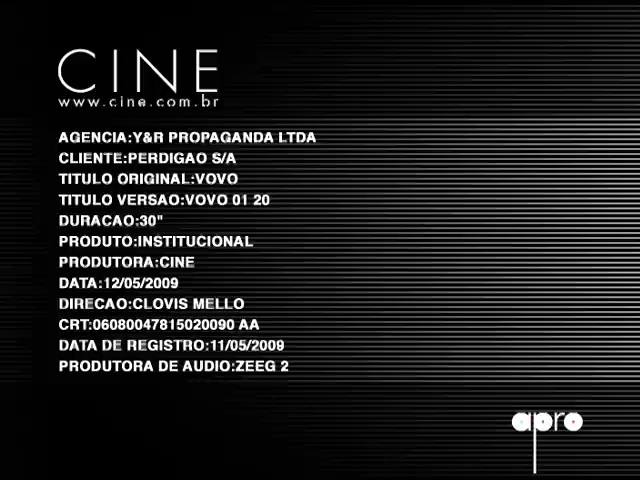 CINE
www.cine.com.br
AGENCIA:Y&R PROPAGANDA LTDA
CLIENTE:PERDIGAO S/A
TITULO ORIGINAL:VOVO
TITULO VERSAO:VOVO 01 20
DURACAO:30"
PRODUTO:INSTITUCIONAL
PRODUTORA:CINE
DATA:12/05/2009
DIRECAO:CLOVIS MELLO
CRT:06080047815020090 AA
DATA DE REGISTRO:11/05/2009
PRODUTORA DE AUDIO:ZEEG 2
apro